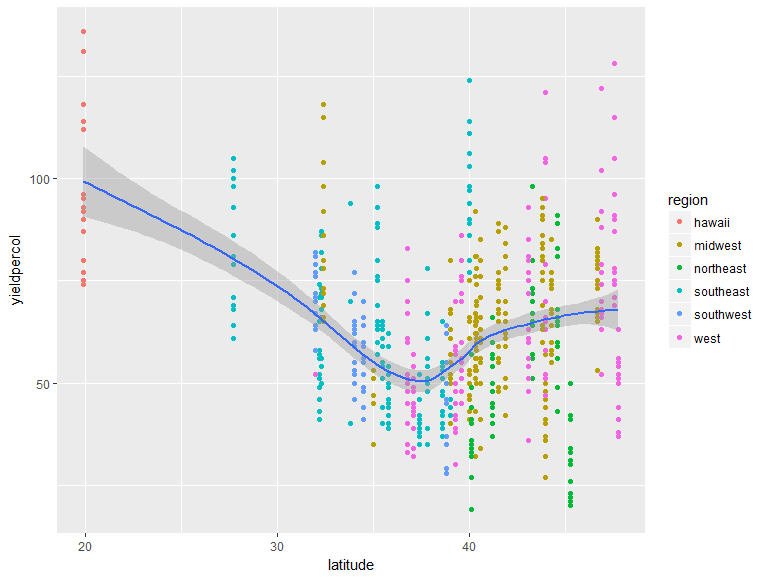 100
50
yieldpercol
20
30
40
latitude
region
hawaii
midwest
northeast
southeast
southwest
west